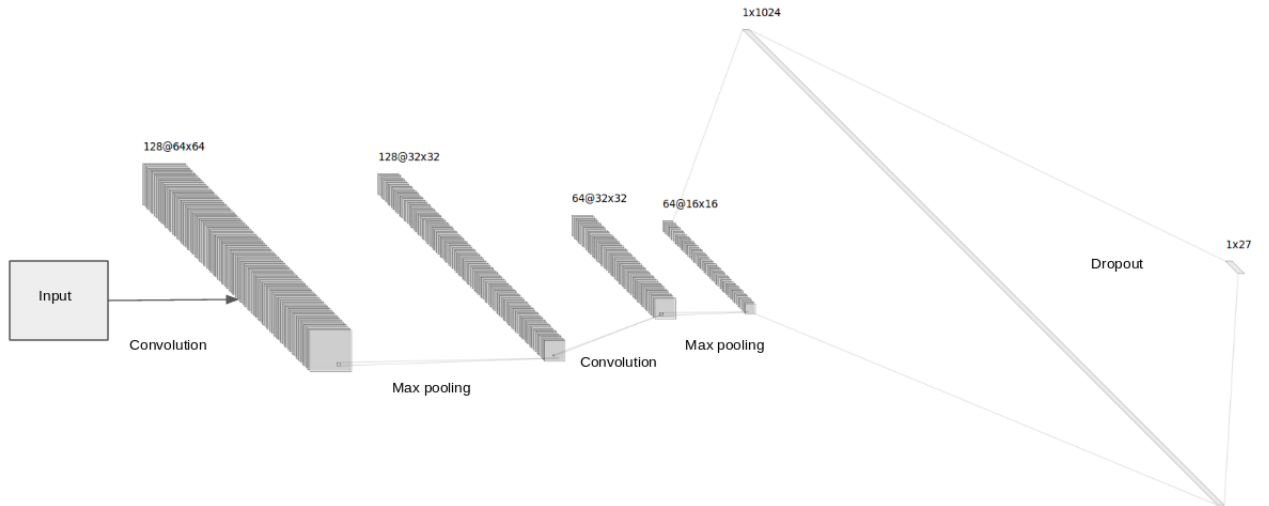 1x1024
128@64x64
128@32x32
64@32x32
64@16x16
1x27
Dropout
Input
Convolution
Max pooling
Convolution
Max pooling